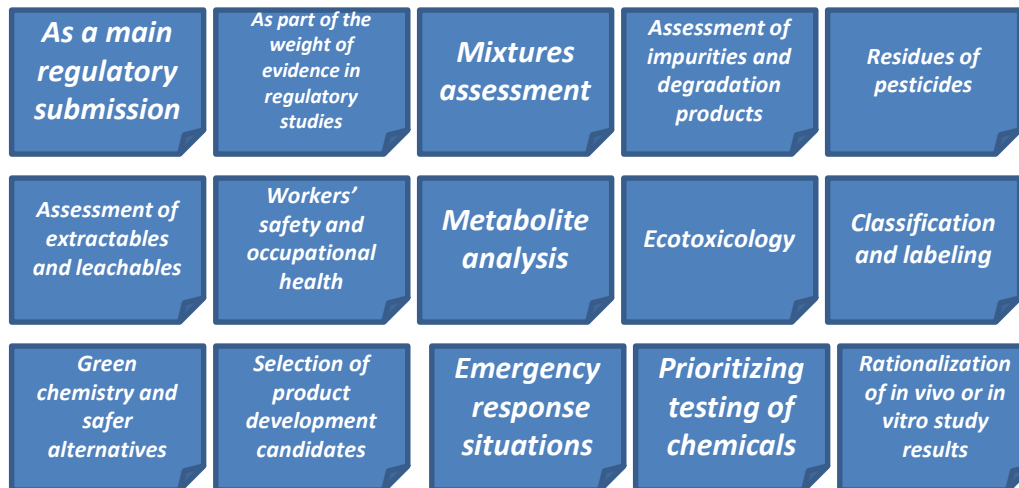 As a main
regulatory
submission
As part of the
weight of
evidence in
regulatory
studies
Mixtures
assessment
Assessment of
impurities and
degradation
products
Residues of
pesticides
Assessment of
extractables
and leachables
Workers’
safety and
occupational
health
Metabolite
analysis
Ecotoxicology
Classification
and labeling
Green
chemistry and
safer
alternatives
Selection of
product
development
candidates
Emergency
response
situations
Prioritizing
testing of
chemicals
Rationalization
of in vivo or in
vitro study
results